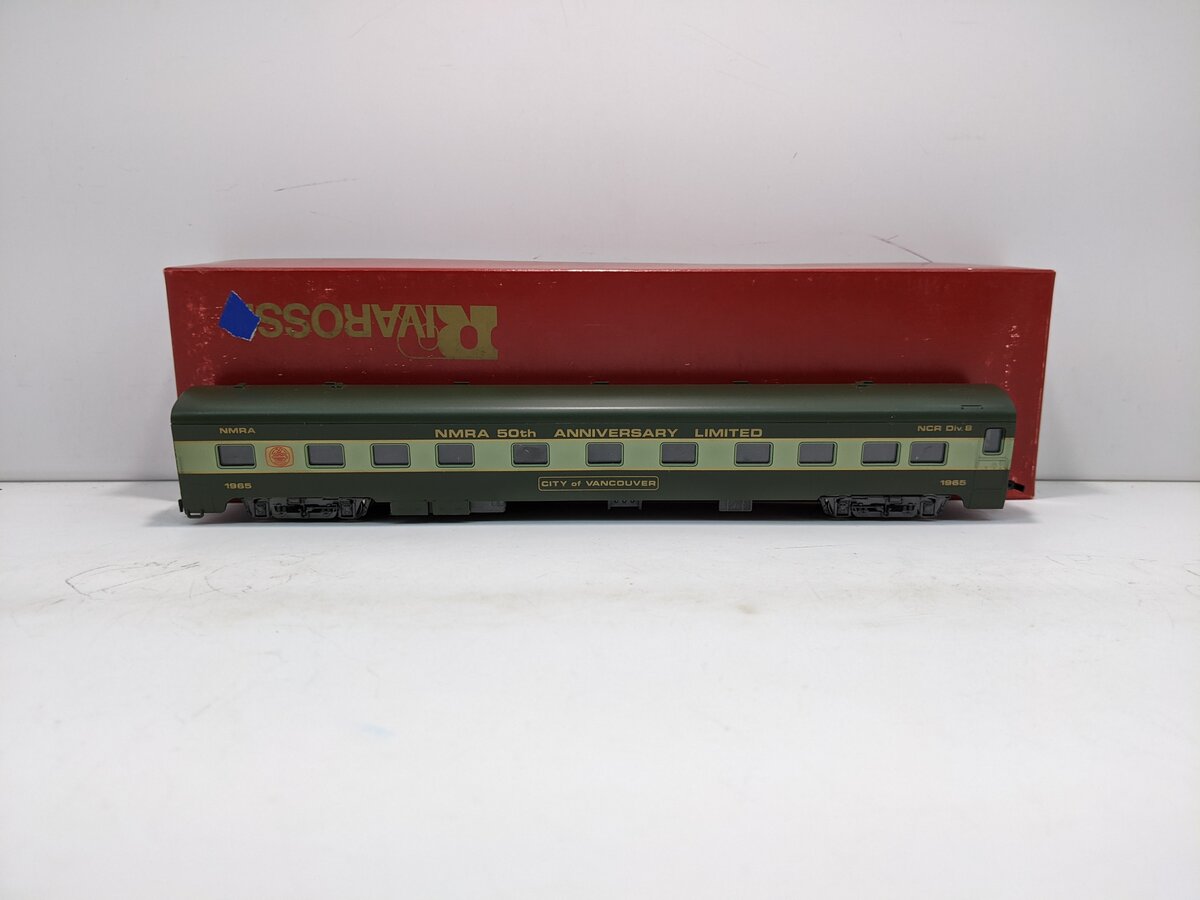 RIVAROSSI
NMRA
NMRA 50th ANNIVERSARY LIMITED
NCR Div. 8
1965
CITY of VANCOUVER
1965